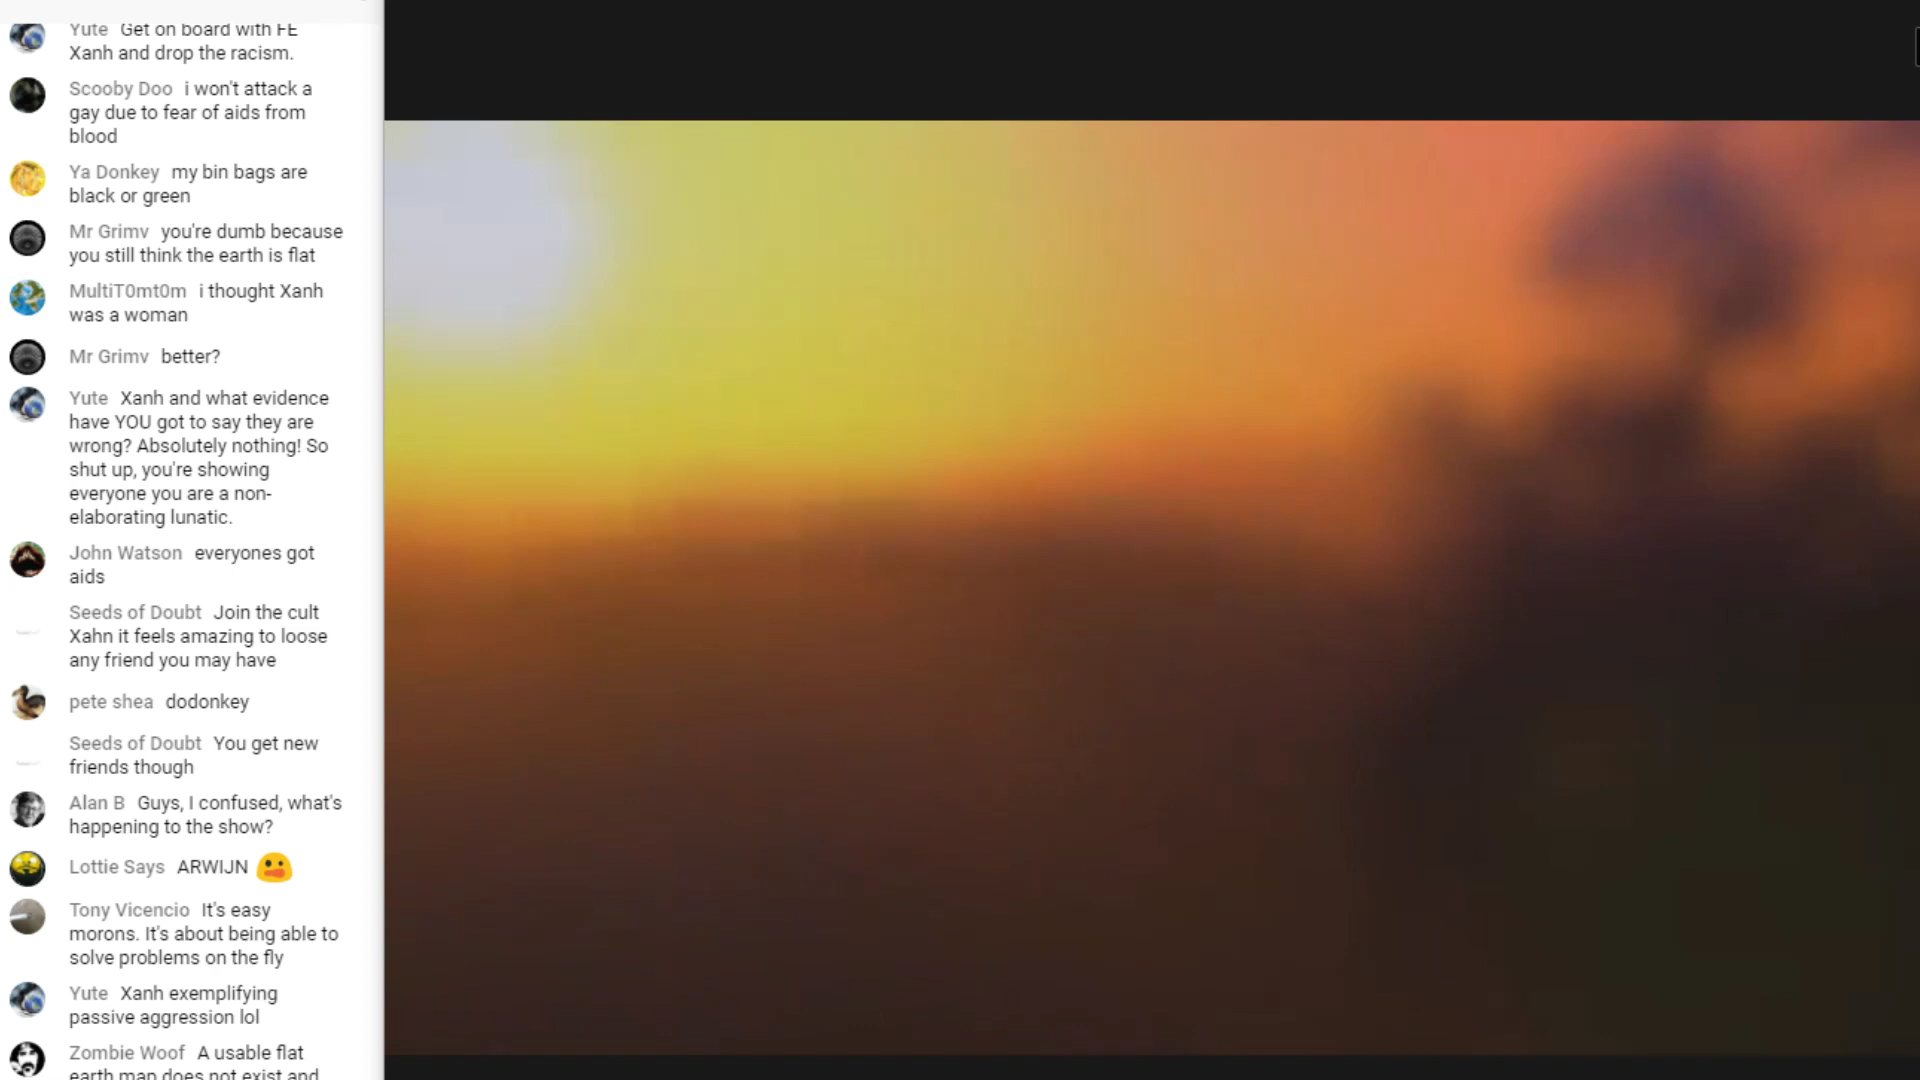 Yute Get on board with FE
Xanh and drop the racism.
Scooby Doo i won't attack a
gay due to fear of aids from
blood
Ya Donkey my bin bags are
black or green
Mr Grimv you're dumb because
you still think the earth is flat
MultiT0mt0m i thought Xanh
was a woman
Mr Grimv better?
Yute Xanh and what evidence
have YOU got to say they are
wrong? Absolutely nothing! So
shut up, you're showing
everyone you are a non-
elaborating lunatic.
John Watson everyones got
aids
Seeds of Doubt Join the cult
Xahn it feels amazing to loose
any friend you may have
pete shea dodonkey
Seeds of Doubt You get new
friends though
Alan B Guys, I confused, what's
happening to the show?
Lottie Says ARWIJN
Tony Vicencio It's easy
morons. It's about being able to
solve problems on the fly
Yute Xanh exemplifying
passive aggression lol
Zombie Woof A usable flat
earth map does not exist and